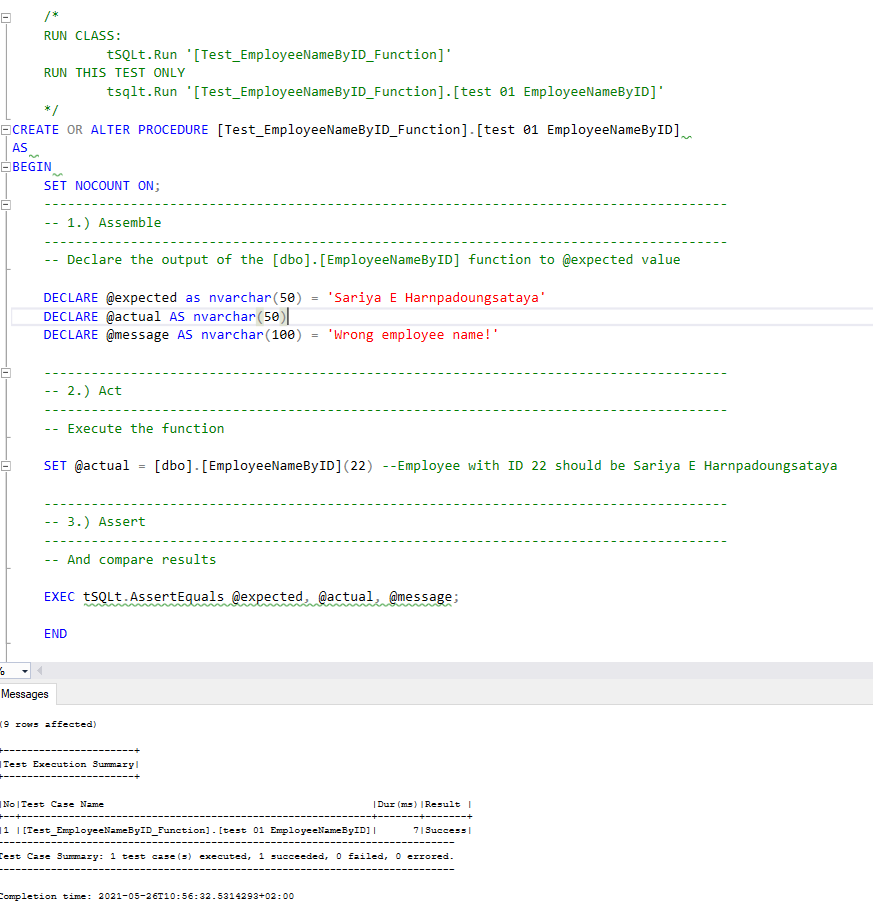 /*
RUN CLASS:
tSQLt.Run '[Test_EmployeeNameByID_Function]'
RUN THIS TEST ONLY
tsqlt.Run '[Test_EmployeeNameByID_Function].[test 01 EmployeeNameByID]'
*/
CREATE OR ALTER PROCEDURE [Test_EmployeeNameByID_Function].[test 01 EmployeeNameByID]
AS
BEGIN
SET NOCOUNT ON;
----------------------------------------------------------------------------------------
-- 1.) Assemble
----------------------------------------------------------------------------------------
-- Declare the output of the [dbo].[EmployeeNameByID] function to @expected value
DECLARE @expected as nvarchar(50) = 'Sariya E Harnpadoungsataya'
DECLARE @actual AS nvarchar(50)
DECLARE @message AS nvarchar(100) = 'Wrong employee name!'
----------------------------------------------------------------------------------------
-- 2.) Act
----------------------------------------------------------------------------------------
-- Execute the function
SET @actual = [dbo].[EmployeeNameByID](22) --Employee with ID 22 should be Sariya E Harnpadoungsataya
----------------------------------------------------------------------------------------
-- 3.) Assert
----------------------------------------------------------------------------------------
-- And compare results
EXEC tSQLt.AssertEquals @expected, @actual, @message;
END
%
Messages
(9 rows affected)
+----------------------+
|Test Execution Summary|
+----------------------+
|No|Test Case Name |Dur(ms)|Result |
+--+-----------------------------------------------------------+-------+-------+
|1 |[Test_EmployeeNameByID_Function].[test 01 EmployeeNameByID]| 7|Success|
----------------------------------------------------------------------------
Test Case Summary: 1 test case(s) executed, 1 succeeded, 0 failed, 0 errored.
----------------------------------------------------------------------------
Completion time: 2021-05-26T10:56:32.5314293+02:00